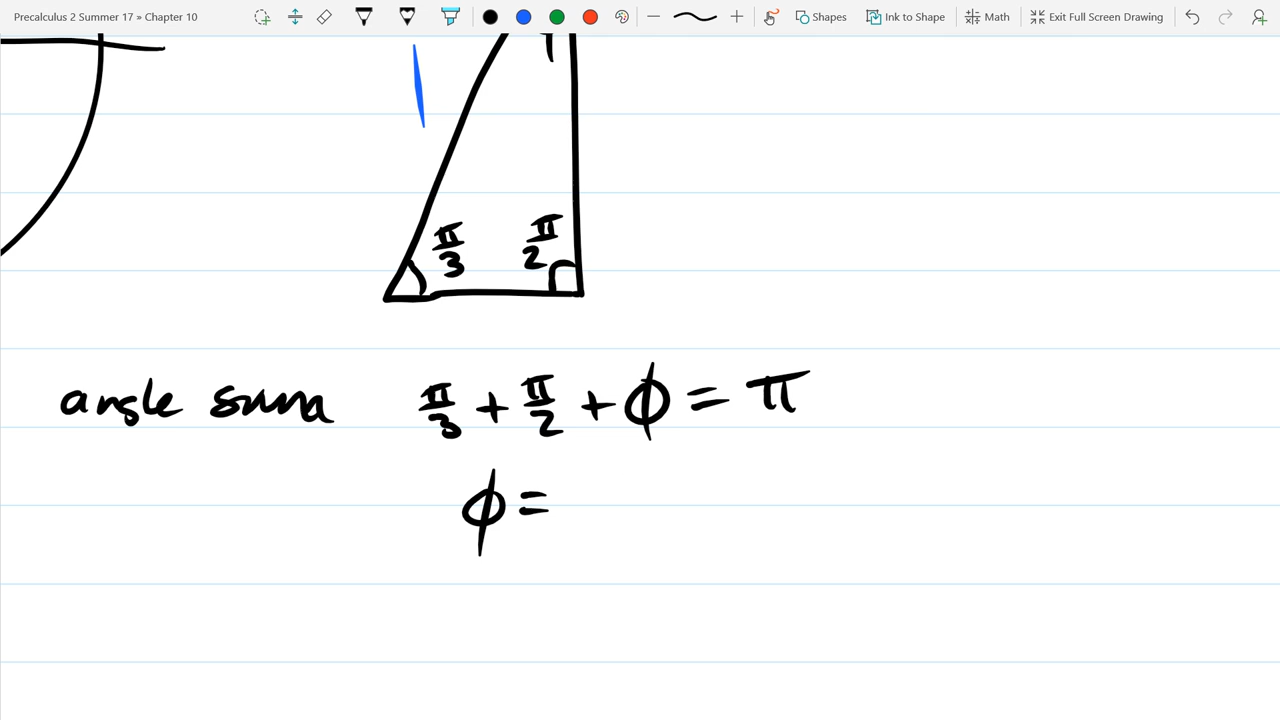 Precalculus 2 Summer 17 » Chapter 10
Shapes
Ink to Shape
Math
Exit Full Screen Drawing
π/3
π/2
angle sum π/3 + π/2 + ϕ = π
ϕ =